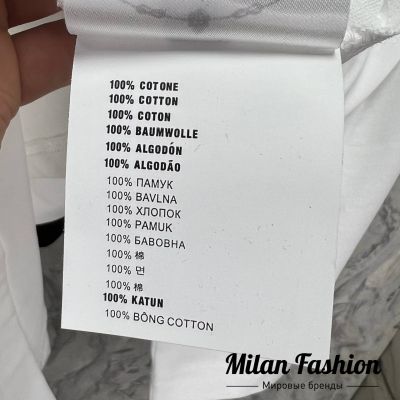 100% COTONE
100% COTTON
100% COTON
100% BAUMWOLLE
100% ALGODÓN
100% ALGODÃO
100% ПАМУК
100% BAVLNA
100% ХЛОПОК
100% PAMUK
100% БАВОВНА
100% 棉
100% 면
100% 棉
100% KATUN
100% BÔNG COTTON
Milan Fashion
Мировые бренды